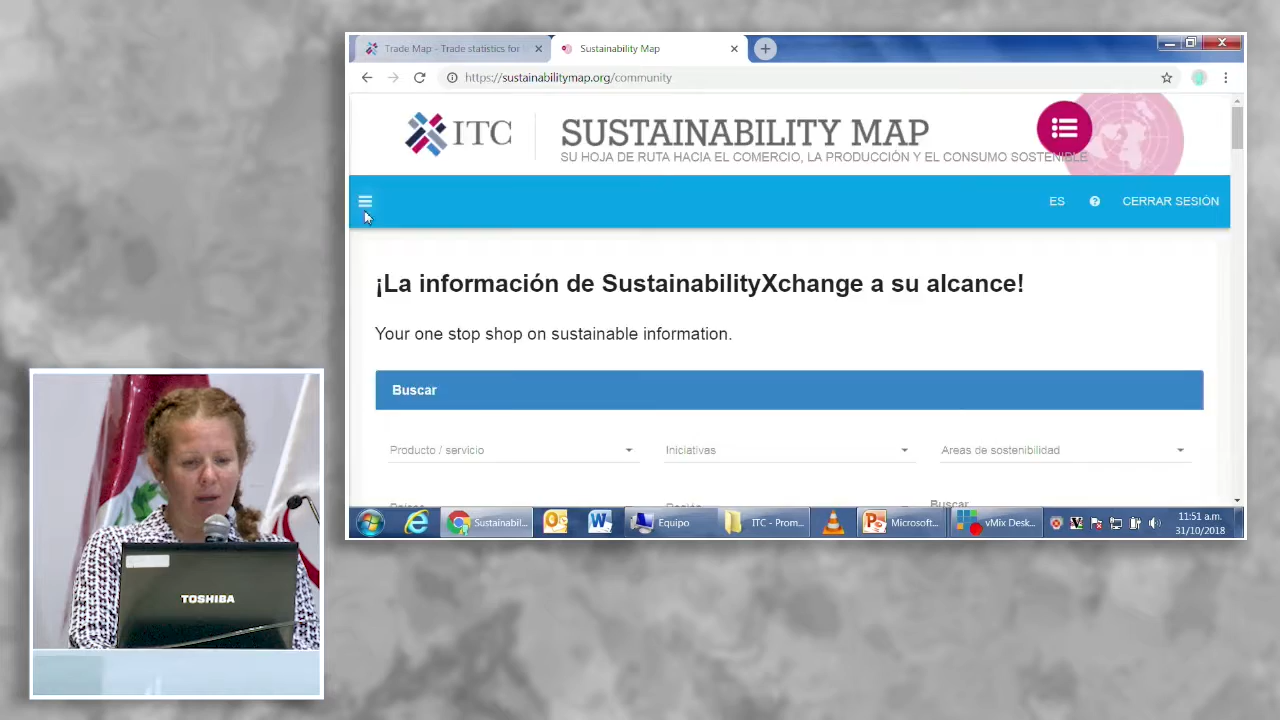 Trade Map - Trade statistics for
Sustainability Map
https://sustainabilitymap.org/community
ITC
SUSTAINABILITY MAP
SU HOJA DE RUTA HACIA EL COMERCIO, LA PRODUCCIÓN Y EL CONSUMO SOSTENIBLE
ES
CERRAR SESIÓN
¡La información de SustainabilityXchange a su alcance!
Your one stop shop on sustainable information.
Buscar
Producto / servicio
Iniciativas
Areas de sostenibilidad
Buscar
Sustainabil...
Equipo
ITC - Prom...
Microsoft...
vMix Desk...
11:51 a.m.
31/10/2018
TOSHIBA